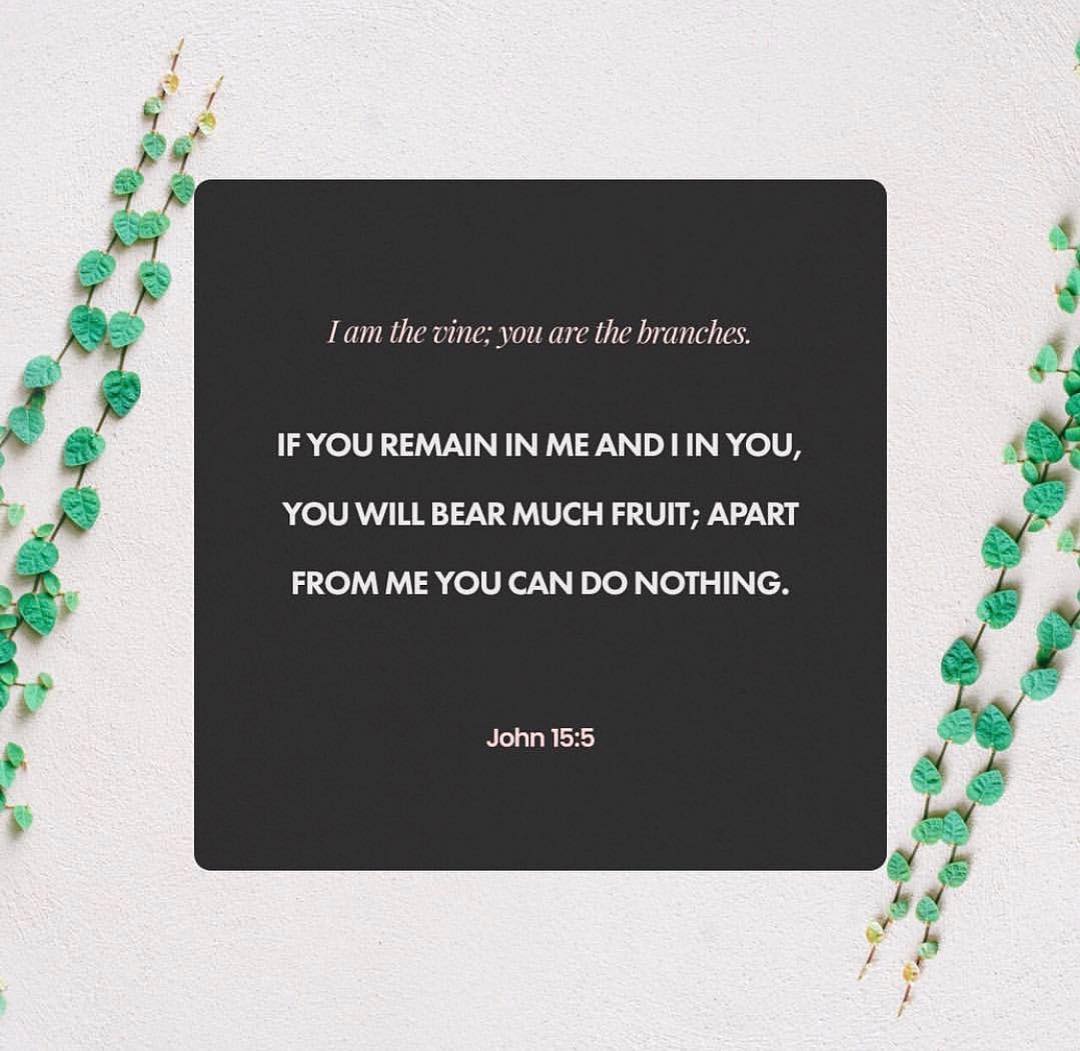 I am the vine; you are the branches.
IF YOU REMAIN IN ME AND I IN YOU,
YOU WILL BEAR MUCH FRUIT; APART
FROM ME YOU CAN DO NOTHING.
John 15:5